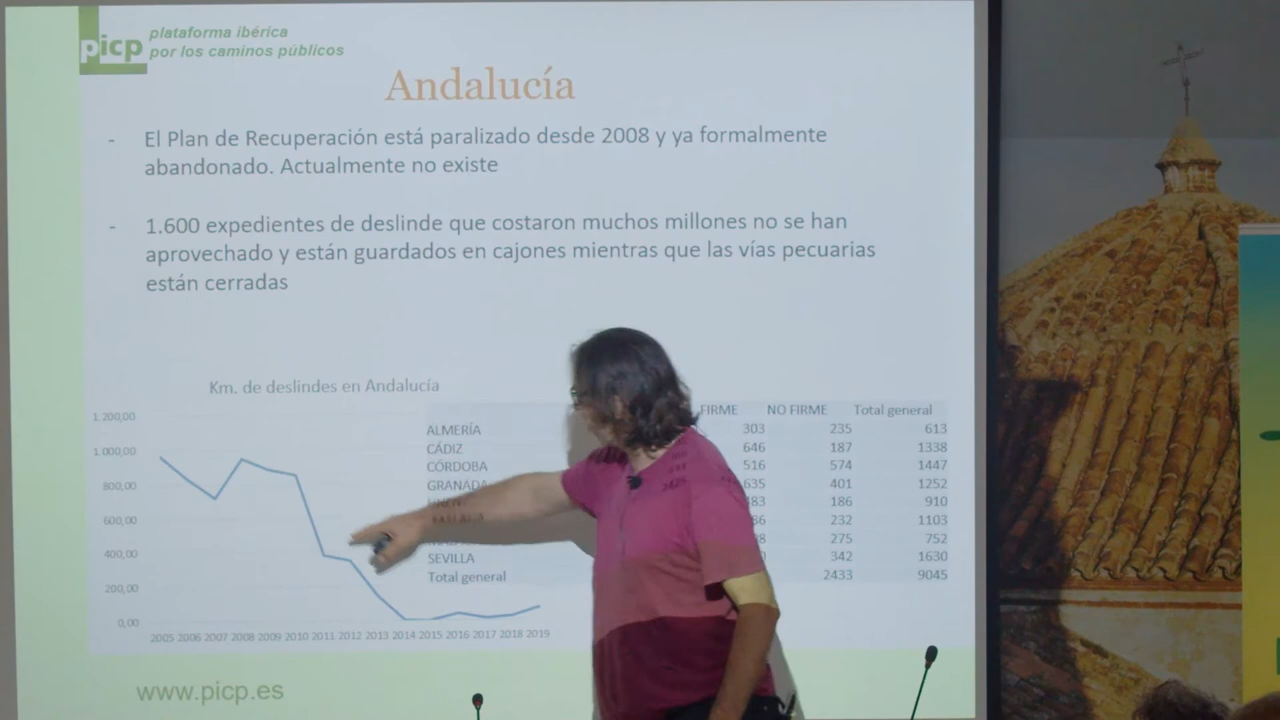 picp
plataforma ibérica
por los caminos públicos
Andalucía
- El Plan de Recuperación está paralizado desde 2008 y ya formalmente
abandonado. Actualmente no existe
- 1.600 expedientes de deslinde que costaron muchos millones no se han
aprovechado y están guardados en cajones mientras que las vías pecuarias
están cerradas
Km. de deslindes en Andalucía
1.200,00
1.000,00
800,00
600,00
400,00
200,00
0,00
2005 2006 2007 2008 2009 2010 2011 2012 2013 2014 2015 2016 2017 2018 2019
FIRME NO FIRME Total general
ALMERÍA 303 235 613
CÁDIZ 646 187 1338
CÓRDOBA 516 574 1447
GRANADA 635 401 1252
186 910
232 1103
275 752
SEVILLA 342 1630
Total general 2433 9045
www.picp.es